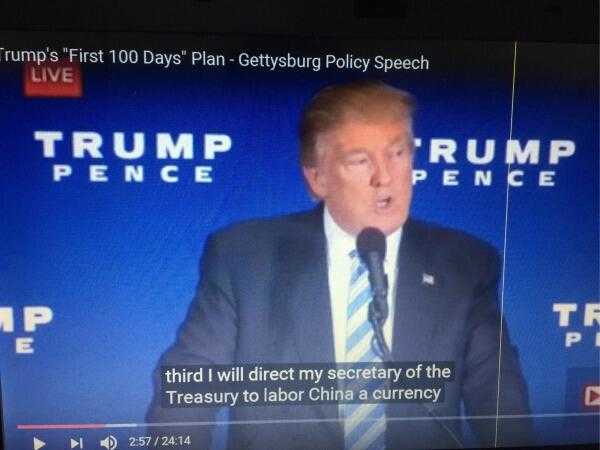 Trump's "First 100 Days" Plan - Gettysburg Policy Speech
LIVE
TRUMP
PENCE
TRUMP
PENCE
MP
E
TR
P
third I will direct my secretary of the
Treasury to labor China a currency
2:57 / 24:14